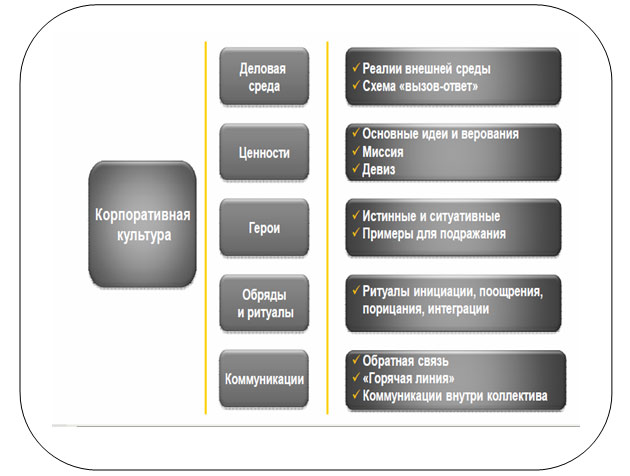 Корпоративная
культура
Деловая
среда
✓ Реалии внешней среды
✓ Схема «вызов-ответ»
Ценности
✓ Основные идеи и верования
✓ Миссия
✓ Девиз
Герои
✓ Истинные и ситуативные
✓ Примеры для подражания
Обряды
и ритуалы
✓ Ритуалы инициации, поощрения,
порицания, интеграции
Коммуникации
✓ Обратная связь
✓ «Горячая линия»
✓ Коммуникации внутри коллектива